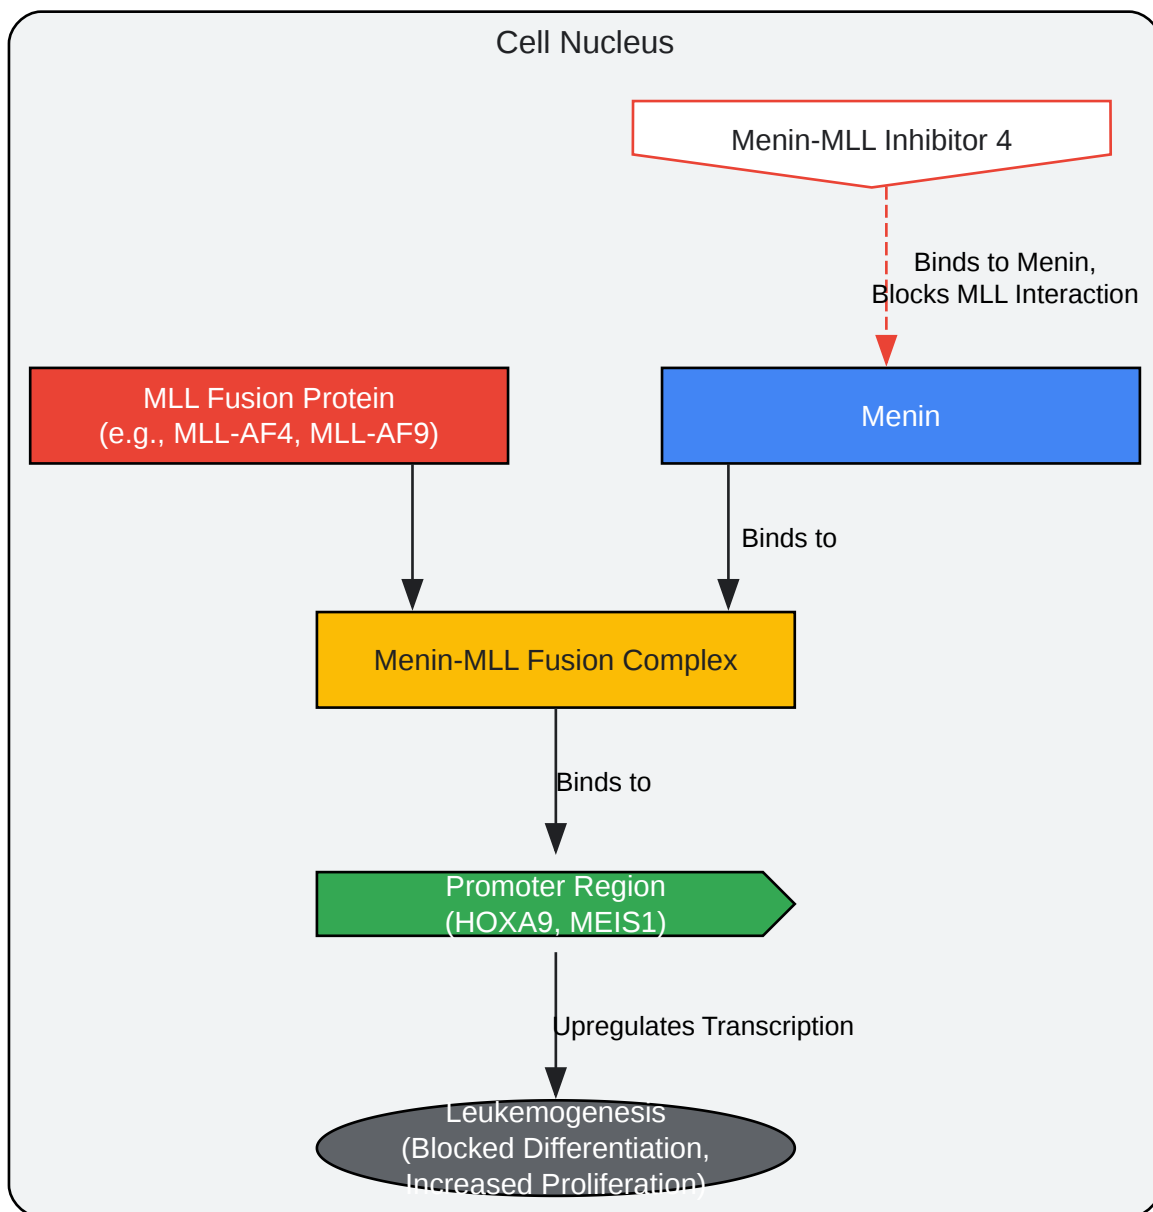 Cell Nucleus
Menin-MLL Inhibitor 4
Binds to Menin,
Blocks MLL Interaction
MLL Fusion Protein
(e.g., MLL-AF4, MLL-AF9)
Menin
Binds to
Menin-MLL Fusion Complex
Binds to
Promoter Region
(HOXA9, MEIS1)
Upregulates Transcription
Leukemogenesis
(Blocked Differentiation,
Increased Proliferation)